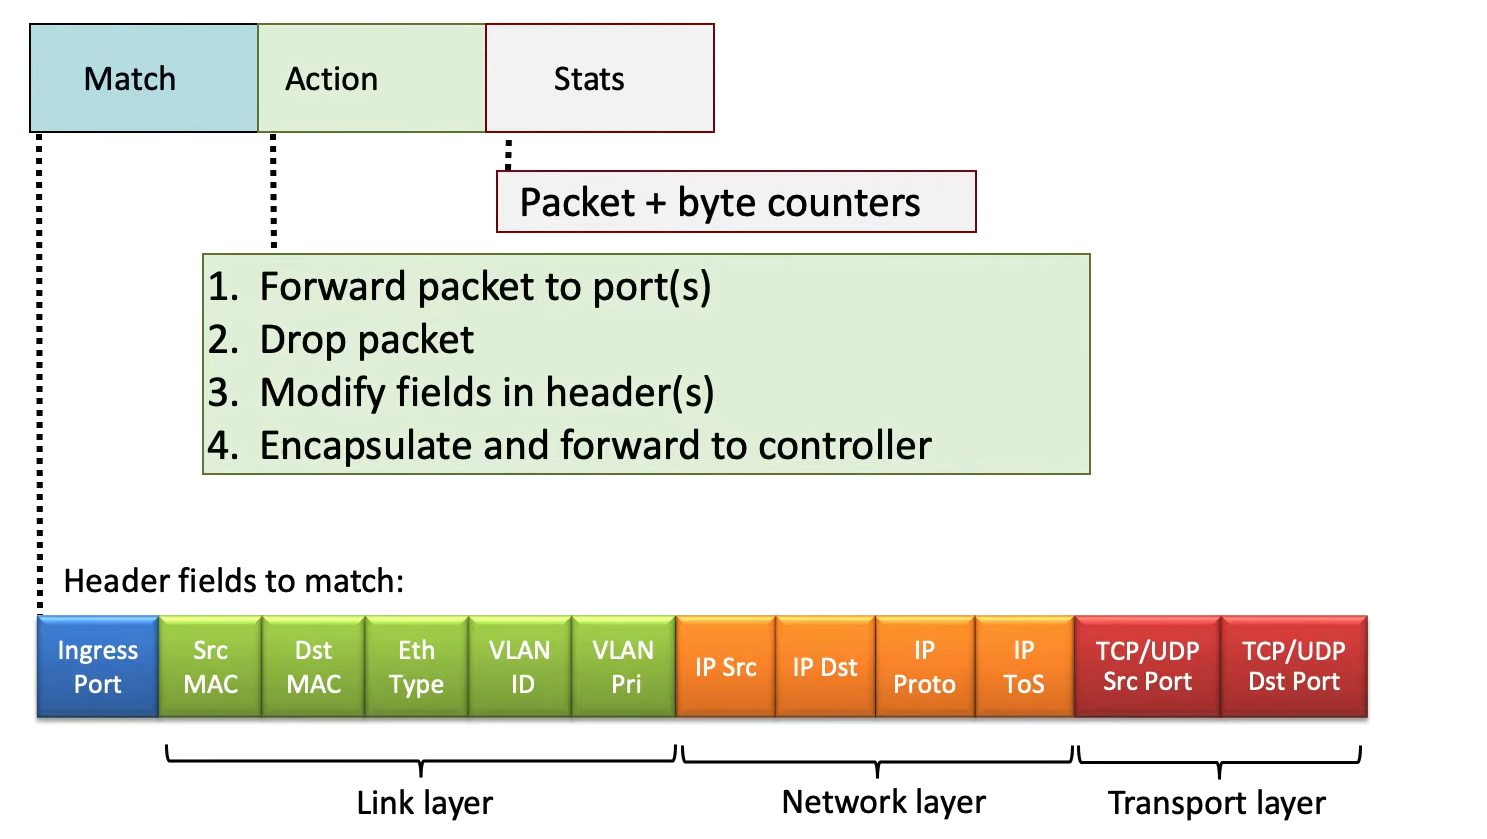 Match
Action
Stats
Packet + byte counters
1. Forward packet to port(s)
2. Drop packet
3. Modify fields in header(s)
4. Encapsulate and forward to controller
Header fields to match:
Ingress
Port
Src
MAC
Dst
MAC
Eth
Type
VLAN
ID
VLAN
Pri
IP Src
IP Dst
IP
Proto
IP
ToS
TCP/UDP
Src Port
TCP/UDP
Dst Port
Link layer
Network layer
Transport layer